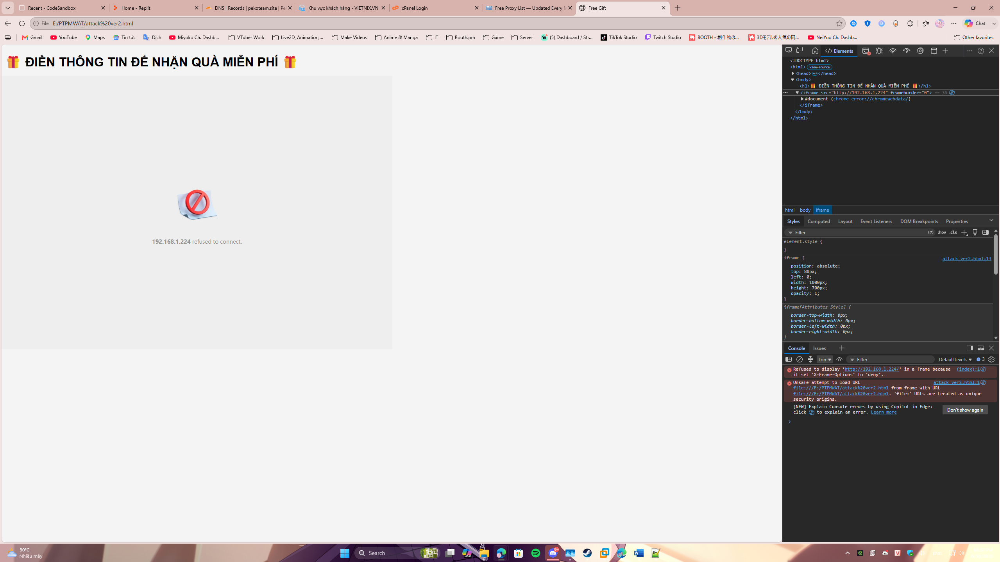 Recent - CodeSandbox
Home - Replit
DNS | Records | pekoteam.site | Pe
Khu vực khách hàng - VIETNIX.VN
cPanel Login
Free Proxy List — Updated Every M
Free Gift
File E:/PTPMWAT/attack%20ver2.html
Chat
Gmail
YouTube
Maps
Tin tức
Dịch
Miyoko Ch. Dashb...
VTuber Work
Live2D, Animation,...
Make Videos
Anime & Manga
IT
Booth.pm
Game
Server
(5) Dashboard / Str...
TikTok Studio
Twitch Studio
BOOTH - 創作物の...
3Dモデルの人気の同...
NeiYuo Ch. Dashb...
Other favorites
🎁 ĐIỀN THÔNG TIN ĐỂ NHẬN QUÀ MIỄN PHÍ 🎁
192.168.1.224 refused to connect.
Elements
<!DOCTYPE html>
<html> view-source
<head> ••• </head>
<body>
<h1>🎁 ĐIỀN THÔNG TIN ĐỂ NHẬN QUÀ MIỄN PHÍ 🎁</h1>
<iframe src="http://192.168.1.224" frameborder="0"> == $0
#document (chrome-error://chromewebdata/)
</iframe>
</body>
</html>
html body iframe
Styles Computed Layout Event Listeners DOM Breakpoints Properties
Filter :hov .cls
element.style {
}
iframe { attack ver2.html:13
position: absolute;
top: 80px;
left: 0;
width: 1000px;
height: 700px;
opacity: 1;
}
iframe[Attributes Style] {
border-top-width: 0px;
border-bottom-width: 0px;
border-left-width: 0px;
border-right-width: 0px;
}
Console Issues
top Filter Default levels 3
Refused to display 'http://192.168.1.224/' in a frame because (index):1
it set 'X-Frame-Options' to 'deny'.
Unsafe attempt to load URL attack ver2.html:1
file:///E:/PTPMWAT/attack%20ver2.html from frame with URL
file:///E:/PTPMWAT/attack%20ver2.html. 'file:' URLs are treated as unique
security origins.
[NEW] Explain Console errors by using Copilot in Edge:
click to explain an error. Learn more
Don't show again
30°C
Nhiều mây
Search
M365
9+